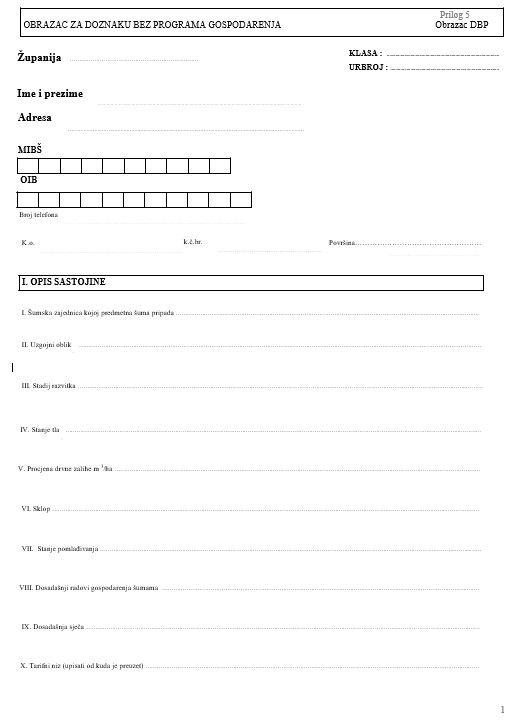 Prilog 5
OBRAZAC ZA DOZNAKU BEZ PROGRAMA GOSPODARENJA Obrazac DBP
Županija KLASA :
URBROJ :
Ime i prezime
Adresa
MIBŠ
OIB
Broj telefona
K.o. k.č.br. Površina
I. OPIS SASTOJINE
I. Šumska zajednica kojoj predmetna šuma pripada
II. Uzgojni oblik
III. Stadij razvitka
IV. Stanje tla
V. Procjena drvne zalihe m³/ha
VI. Sklop
VII. Stanje pomlađivanja
VIII. Dosadašnji radovi gospodarenja šumama
IX. Dosadašnja sječa
X. Tarifni niz (upisati od kuda je preuzet)
1